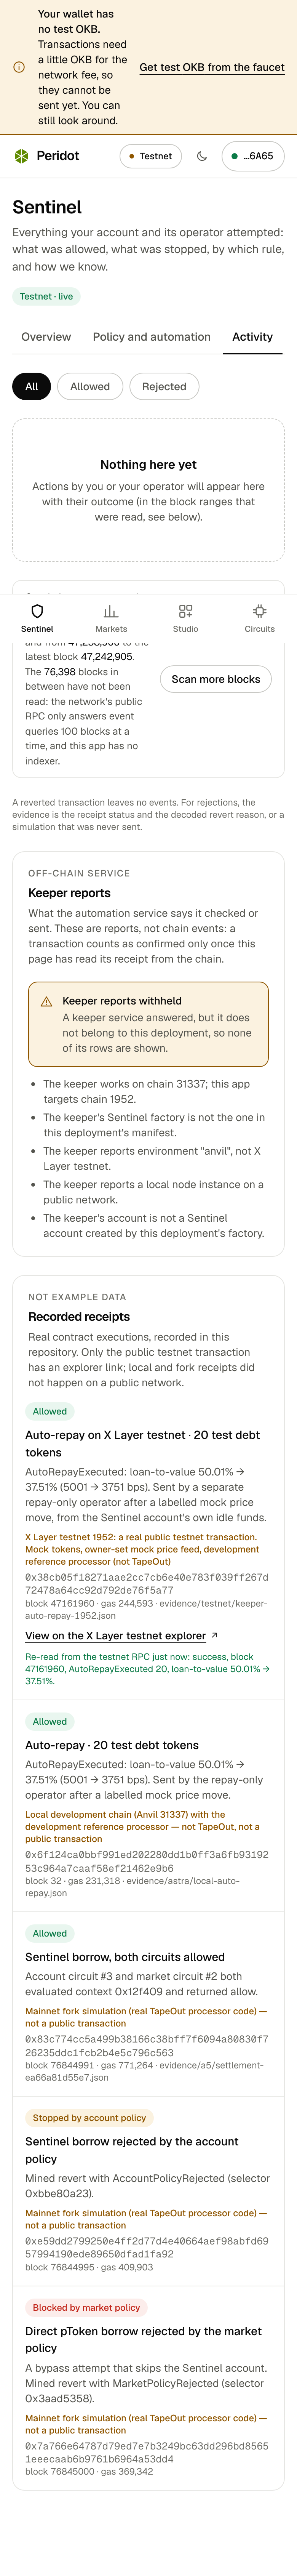 Your wallet has
no test OKB.
Transactions need
a little OKB for the
network fee, so
they cannot be
sent yet. You can
still look around.
Get test OKB from the faucet
Peridot
Testnet
…6A65
Sentinel
Everything your account and its operator attempted:
what was allowed, what was stopped, by which rule,
and how we know.
Testnet · live
Overview
Policy and automation
Activity
All
Allowed
Rejected
Nothing here yet
Actions by you or your operator will appear here
with their outcome (in the block ranges that
were read, see below).
Sentinel
Markets
Studio
Circuits
latest block 47,242,905.
The 76,398 blocks in
between have not been
read: the network's public
RPC only answers event
queries 100 blocks at a
time, and this app has no
indexer.
Scan more blocks
A reverted transaction leaves no events. For rejections, the
evidence is the receipt status and the decoded revert reason, or a
simulation that was never sent.
OFF-CHAIN SERVICE
Keeper reports
What the automation service says it checked or
sent. These are reports, not chain events: a
transaction counts as confirmed only once this
page has read its receipt from the chain.
Keeper reports withheld
A keeper service answered, but it does
not belong to this deployment, so none
of its rows are shown.
• The keeper works on chain 31337; this app
targets chain 1952.
• The keeper's Sentinel factory is not the one in
this deployment's manifest.
• The keeper reports environment "anvil", not X
Layer testnet.
• The keeper reports a local node instance on a
public network.
• The keeper's account is not a Sentinel
account created by this deployment's factory.
NOT EXAMPLE DATA
Recorded receipts
Real contract executions, recorded in this
repository. Only the public testnet transaction
has an explorer link; local and fork receipts did
not happen on a public network.
Allowed
Auto-repay on X Layer testnet · 20 test debt
tokens
AutoRepayExecuted: loan-to-value 50.01% →
37.51% (5001 → 3751 bps). Sent by a separate
repay-only operator after a labelled mock price
move, from the Sentinel account's own idle funds.
X Layer testnet 1952: a real public testnet transaction.
Mock tokens, owner-set mock price feed, development
reference processor (not TapeOut)
0x38cb05f18271aae2cc7cb6e40e783f039ff267d
72478a64cc92d792de76f5a77
block 47161960 · gas 244,593 · evidence/testnet/keeper-
auto-repay-1952.json
View on the X Layer testnet explorer ↗
Re-read from the testnet RPC just now: success, block
47161960, AutoRepayExecuted 20, loan-to-value 50.01% →
37.51%.
Allowed
Auto-repay · 20 test debt tokens
AutoRepayExecuted: loan-to-value 50.01% →
37.51% (5001 → 3751 bps). Sent by the repay-only
operator after a labelled mock price move.
Local development chain (Anvil 31337) with the
development reference processor — not TapeOut, not a
public transaction
0x6f124ca0bbf991ed202280dd1b0ff3a6fb93192
53c964a7caaf58ef21462e9b6
block 32 · gas 231,318 · evidence/astra/local-auto-
repay.json
Allowed
Sentinel borrow, both circuits allowed
Account circuit #3 and market circuit #2 both
evaluated context 0x12f409 and returned allow.
Mainnet fork simulation (real TapeOut processor code) —
not a public transaction
0x83c774cc5a499b38166c38bff7f6094a80830f7
26235ddc1fcb2b4e5c796c563
block 76844991 · gas 771,264 · evidence/a5/settlement-
ea66a81d55e7.json
Stopped by account policy
Sentinel borrow rejected by the account
policy
Mined revert with AccountPolicyRejected (selector
0xbbe80a23).
Mainnet fork simulation (real TapeOut processor code) —
not a public transaction
0xe59dd2799250e4ff2d77d4e40664aef98abfd69
57994190ede89650dfad1fa92
block 76844995 · gas 409,903
Blocked by market policy
Direct pToken borrow rejected by the market
policy
A bypass attempt that skips the Sentinel account.
Mined revert with MarketPolicyRejected (selector
0x3aad5358).
Mainnet fork simulation (real TapeOut processor code) —
not a public transaction
0x7a766e64787d79ed7e7b3249bc63dd296bd8565
1eeecaab6b9761b6964a53dd4
block 76845000 · gas 369,342